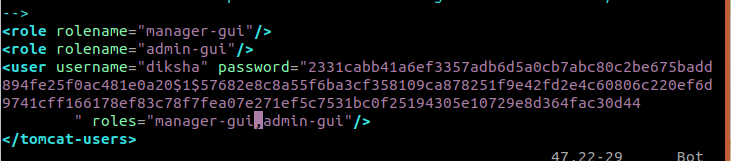 -->
<role rolename="manager-gui"/>
<role rolename="admin-gui"/>
<user username="diksha" password="2331cabb41a6ef3357adb6d5a0cb7abc80c2be675badd
894fe25f0ac481e0a20$1$57682e8c8a55f6ba3cf358109ca878251f9e42fd2e4c60806c220ef6d
9741cff166178ef83c78f7fea07e271ef5c7531bc0f25194305e10729e8d364fac30d44
" roles="manager-gui,admin-gui"/>
</tomcat-users>
47,22-29 Bot